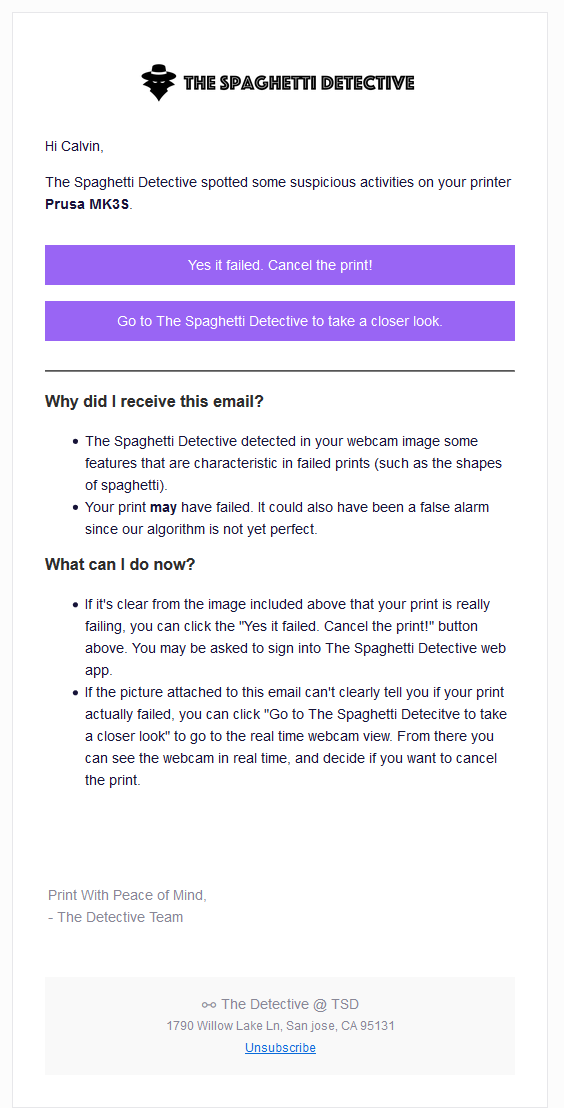 THE SPAGHETTI DETECTIVE
Hi Calvin,
The Spaghetti Detective spotted some suspicious activities on your printer
Prusa MK3S.
Yes it failed. Cancel the print!
Go to The Spaghetti Detective to take a closer look.
Why did I receive this email?
• The Spaghetti Detective detected in your webcam image some
features that are characteristic in failed prints (such as the shapes
of spaghetti).
• Your print may have failed. It could also have been a false alarm
since our algorithm is not yet perfect.
What can I do now?
• If it's clear from the image included above that your print is really
failing, you can click the "Yes it failed. Cancel the print!" button
above. You may be asked to sign into The Spaghetti Detective web
app.
• If the picture attached to this email can't clearly tell you if your print
actually failed, you can click "Go to The Spaghetti Detecitve to take
a closer look" to go to the real time webcam view. From there you
can see the webcam in real time, and decide if you want to cancel
the print.
Print With Peace of Mind,
- The Detective Team
The Detective @ TSD
1790 Willow Lake Ln, San jose, CA 95131
Unsubscribe